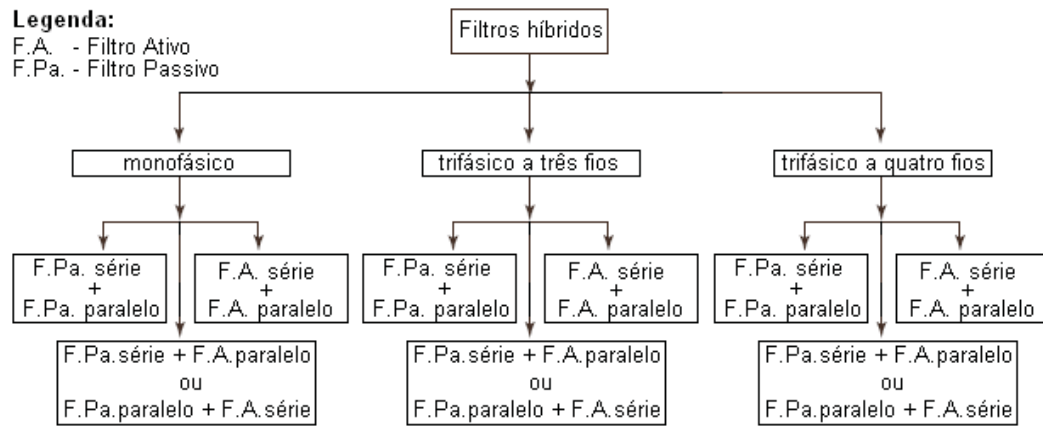 Legenda:
F.A. - Filtro Ativo
F.Pa. - Filtro Passivo
Filtros híbridos
monofásico
trifásico a três fios
trifásico a quatro fios
F.Pa. série
+
F.Pa. paralelo
F.A. série
+
F.A. paralelo
F.Pa. série
+
F.Pa. paralelo
F.A. série
+
F.A. paralelo
F.Pa. série
+
F.Pa. paralelo
F.A. série
+
F.A. paralelo
F.Pa.série + F.A.paralelo
ou
F.Pa.paralelo + F.A.série
F.Pa.série + F.A.paralelo
ou
F.Pa.paralelo + F.A.série
F.Pa.série + F.A.paralelo
ou
F.Pa.paralelo + F.A.série